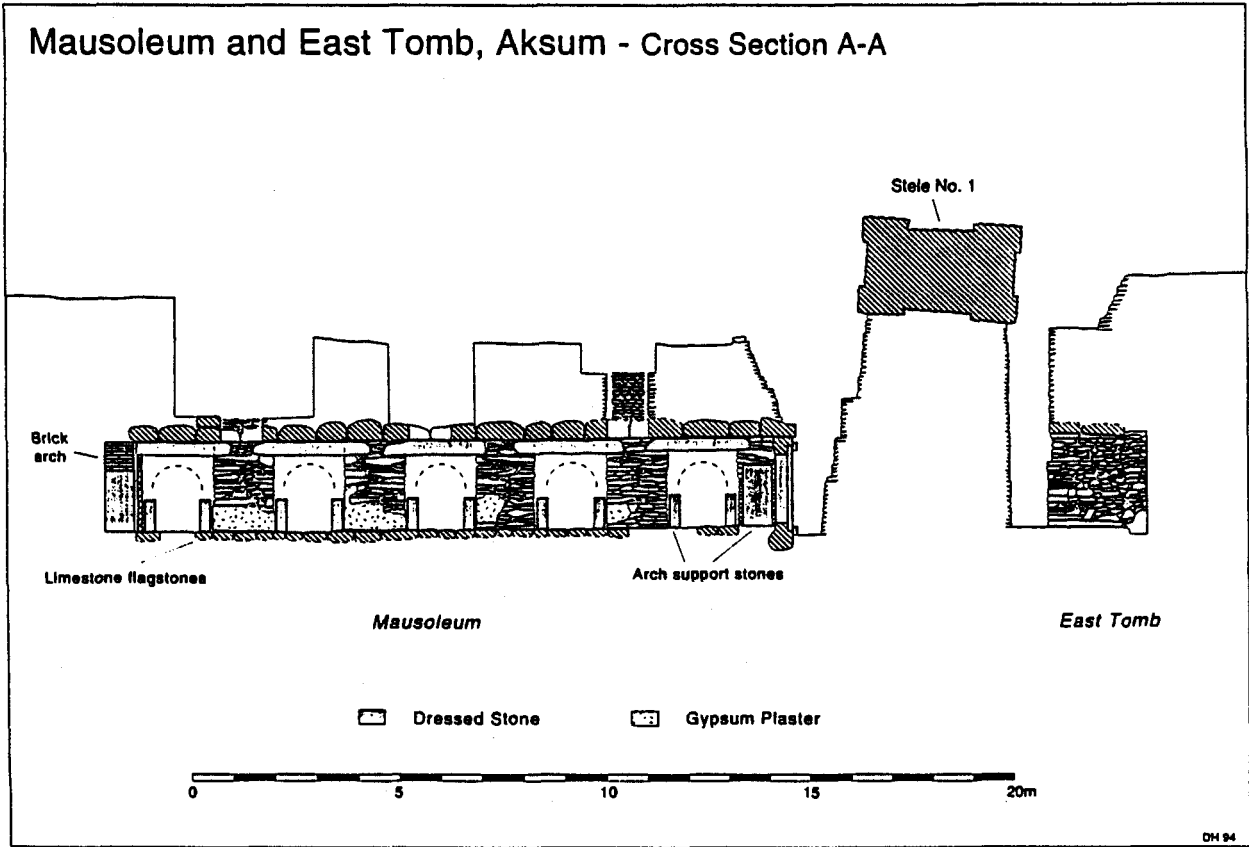 Mausoleum and East Tomb, Aksum - Cross Section A-A
Stele No. 1
Brick
arch
Limestone flagstones
Arch support stones
Mausoleum
East Tomb
Dressed Stone
Gypsum Plaster
0 5 10 15 20m
DH 94